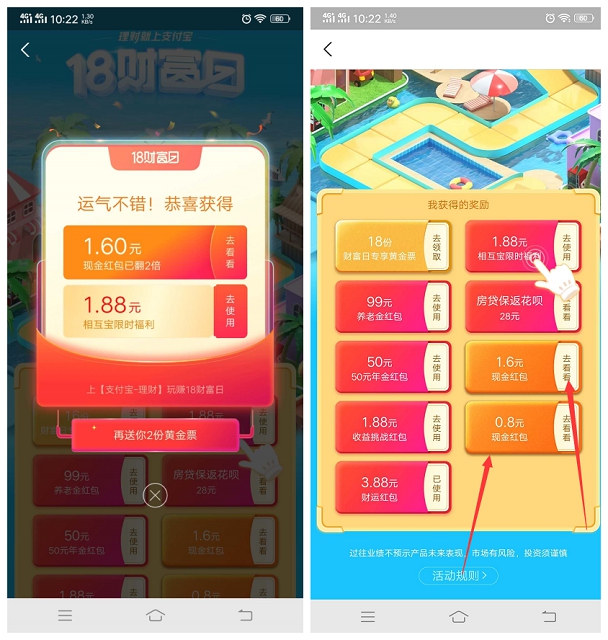 4G 4G 10:22 1.30 KB/s 60
理财就上支付宝
18财富日
18财富日
运气不错！恭喜获得
1.60元
现金红包已翻2倍
去看看
1.88元
相互宝限时福利
去使用
上【支付宝-理财】玩赚18财富日
再送你2份黄金票
99元
养老金红包
去使用
房贷保返花呗
28元
去看看
50元
50元年金红包
去使用
1.6元
现金红包
去看看
1.88元
0.8元
4G 4G 10:22 1.40 KB/s 60
我获得的奖励
18份
财富日专享黄金票
去领取
1.88元
相互宝限时福利
去使用
99元
养老金红包
去使用
房贷保返花呗
28元
去看看
50元
50元年金红包
去使用
1.6元
现金红包
去看看
1.88元
收益挑战红包
去使用
0.8元
现金红包
去看看
3.88元
财运红包
已使用
过往业绩不预示产品未来表现，市场有风险，投资须谨慎
活动规则 >